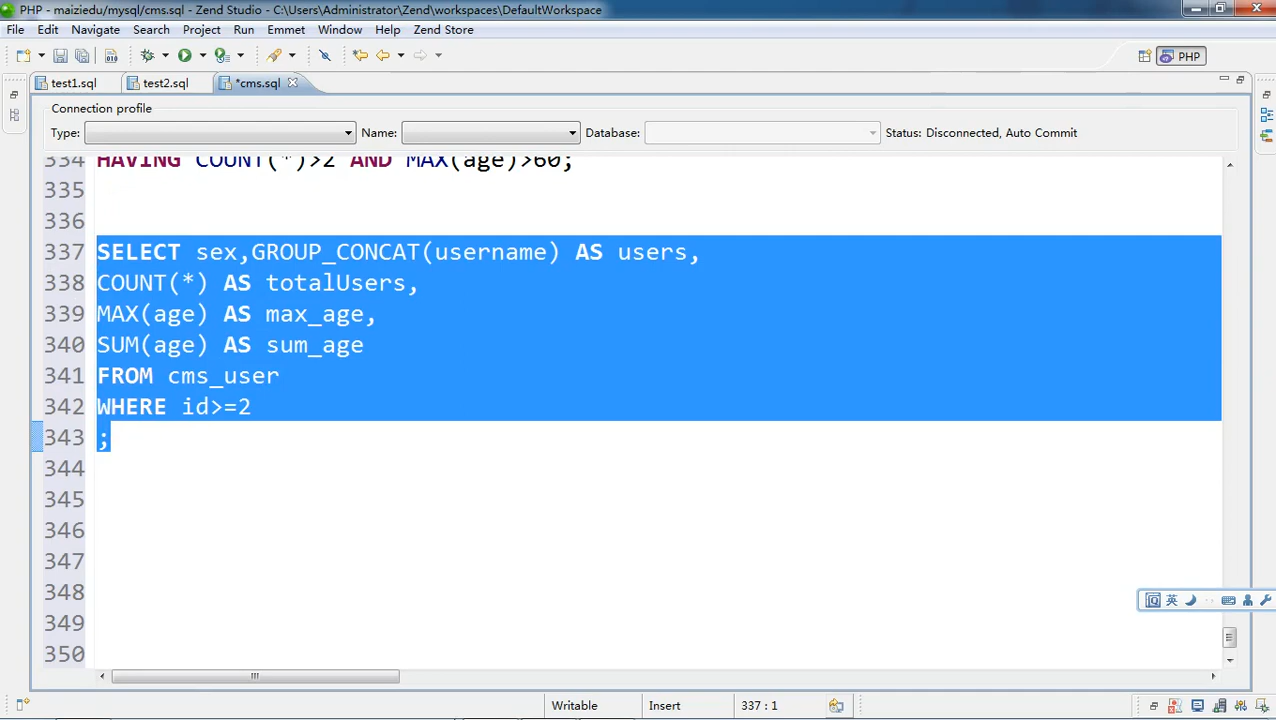 PHP - maiziedu/mysql/cms.sql - Zend Studio - C:\Users\Administrator\Zend\workspaces\DefaultWorkspace
File Edit Navigate Search Project Run Emmet Window Help Zend Store
PHP
test1.sql test2.sql *cms.sql
Connection profile
Type: Name: Database: Status: Disconnected, Auto Commit
334 HAVING COUNT(*)>2 AND MAX(age)>60;
335
336
337 SELECT sex,GROUP_CONCAT(username) AS users,
338 COUNT(*) AS totalUsers,
339 MAX(age) AS max_age,
340 SUM(age) AS sum_age
341 FROM cms_user
342 WHERE id>=2
343 ;
344
345
346
347
348
349
350
英
Writable Insert 337 : 1